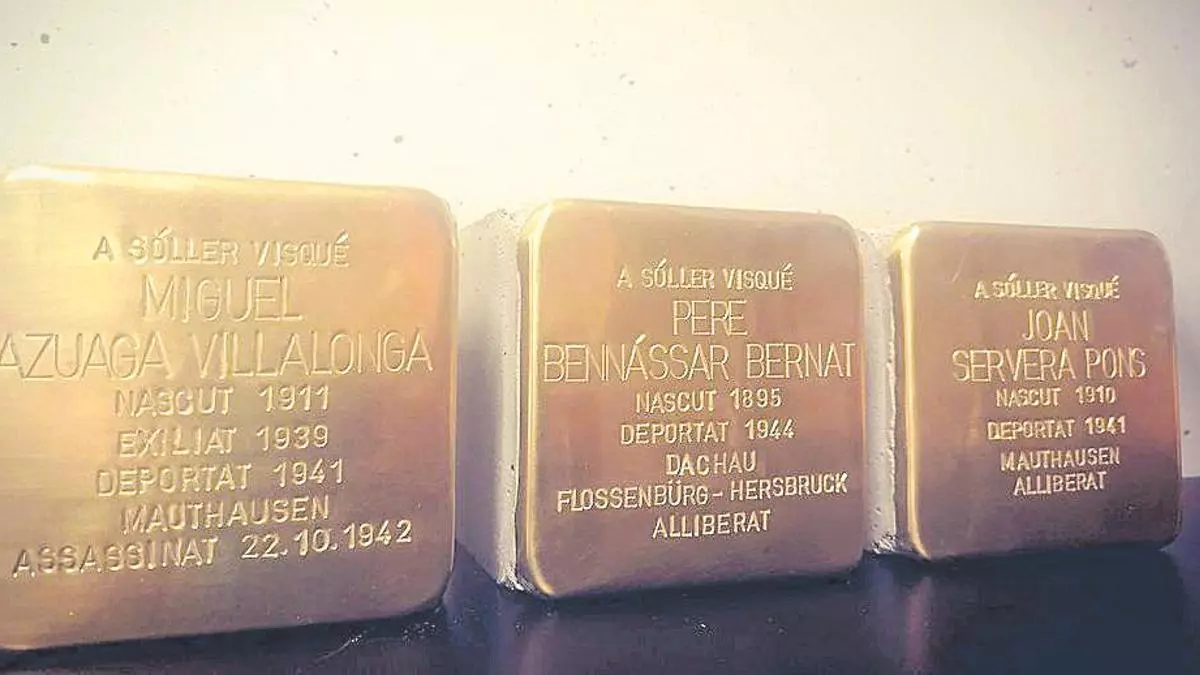 A SÓLLER VISQUÉ
MIGUEL
AZUAGA VILLALONGA
NASCUT 1911
EXILIAT 1939
DEPORTAT 1941
MAUTHAUSEN
ASSASSINAT 22.10.1942
A SÓLLER VISQUÉ
PERE
BENNÁSSAR BERNAT
NASCUT 1895
DEPORTAT 1944
DACHAU
FLOSSENBÜRG-HERSBRUCK
ALLIBERAT
A SÓLLER VISQUÉ
JOAN
SERVERA PONS
NASCUT 1910
DEPORTAT 1941
MAUTHAUSEN
ALLIBERAT